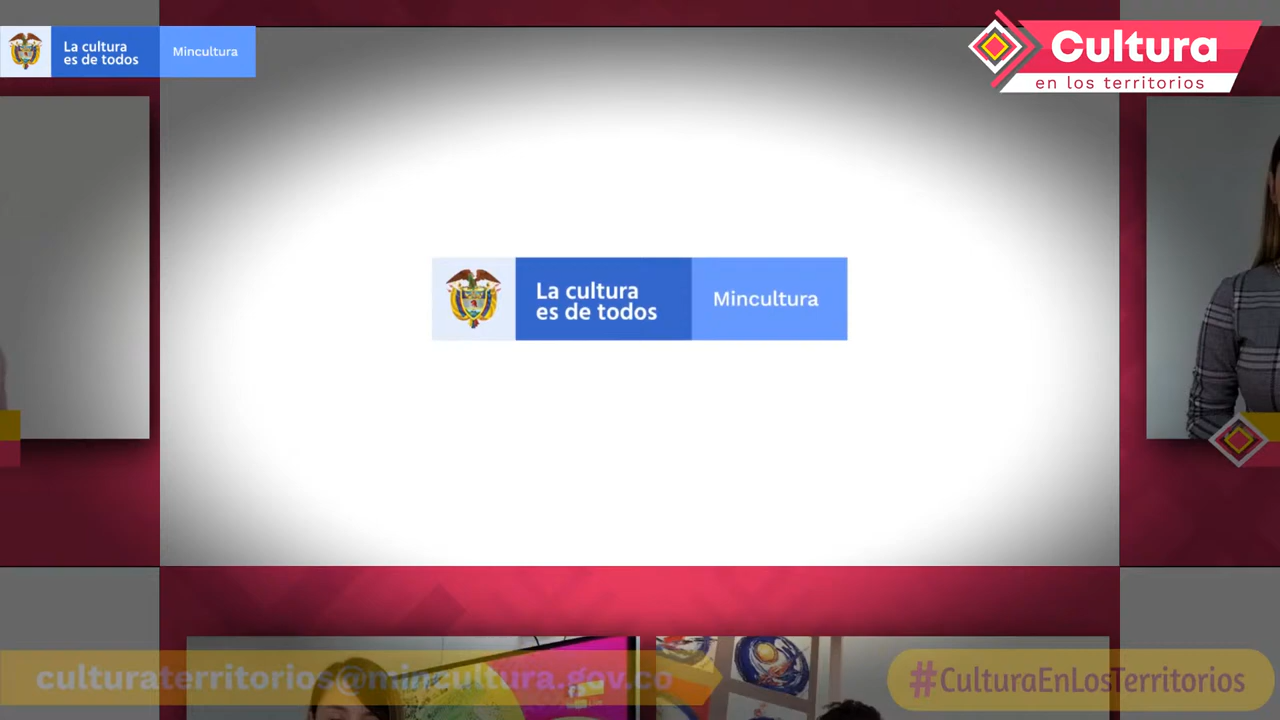 La cultura
es de todos
Mincultura
Cultura
en los territorios
La cultura
es de todos
Mincultura
culturaterritorios@mincultura.gov.co
#CulturaEnLosTerritorios